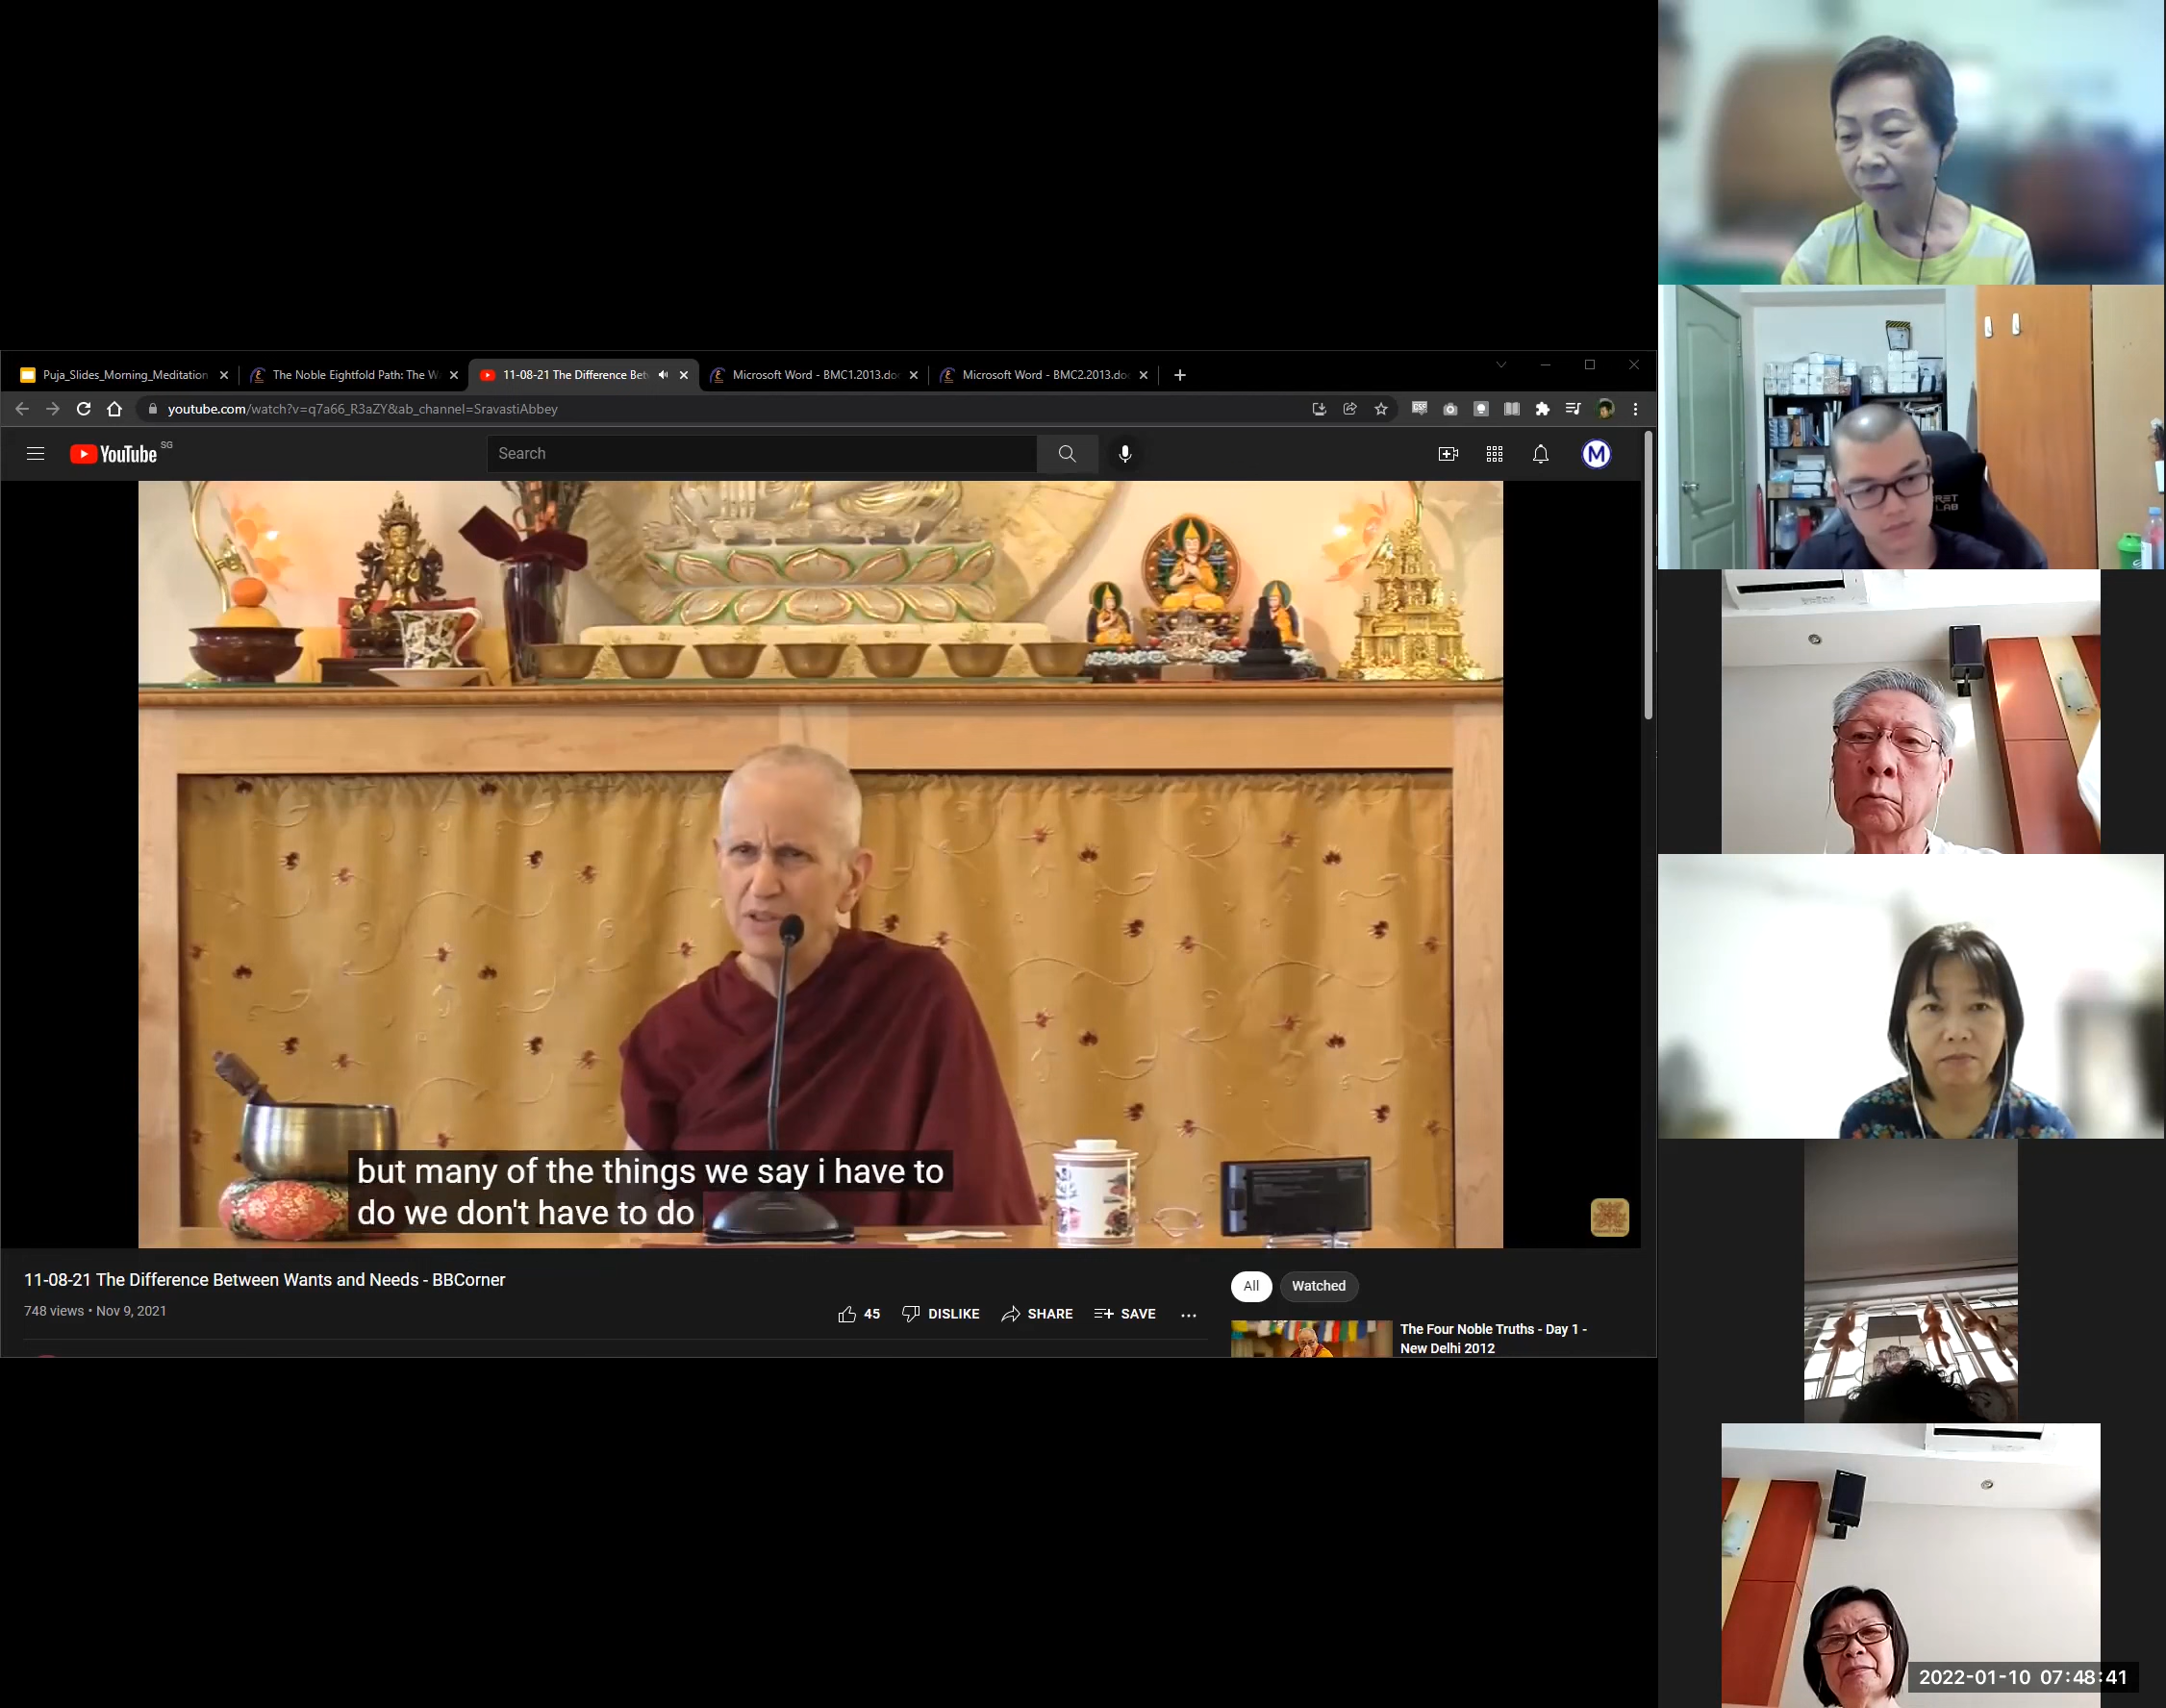 Puja_Slides_Morning_Meditation
The Noble Eightfold Path: The W
11-08-21 The Difference Bet
Microsoft Word - BMC1.2013.do
Microsoft Word - BMC2.2013.do
youtube.com/watch?v=q7a66_R3aZY&ab_channel=SravastiAbbey
YouTube SG
Search
M
RET
LAB
but many of the things we say i have to
do we don't have to do
11-08-21 The Difference Between Wants and Needs - BBCorner
748 views • Nov 9, 2021
45
DISLIKE
SHARE
SAVE
All
Watched
The Four Noble Truths - Day 1 -
New Delhi 2012
2022-01-10 07:48:41